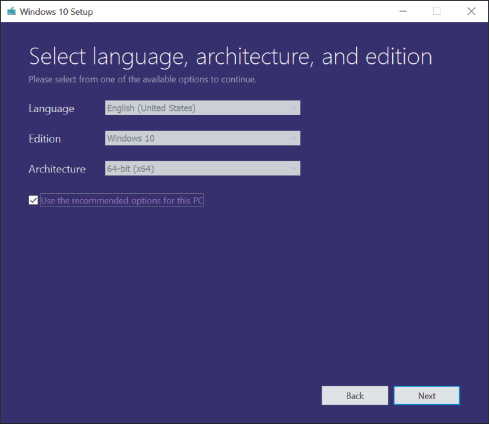 Windows 10 Setup
Select language, architecture, and edition
Please select from one of the available options to continue.
Language English (United States)
Edition Windows 10
Architecture 64-bit (x64)
Use the recommended options for this PC
Back Next